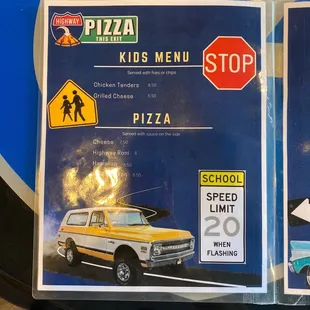 HIGHWAY
PIZZA
THIS EXIT
KIDS MENU
Served with fries or chips
STOP
Chicken Tenders
Grilled Cheese
PIZZA
Served with sauce on the side
Cheese
Highway Roni
SCHOOL
SPEED
LIMIT
20
WHEN
FLASHING